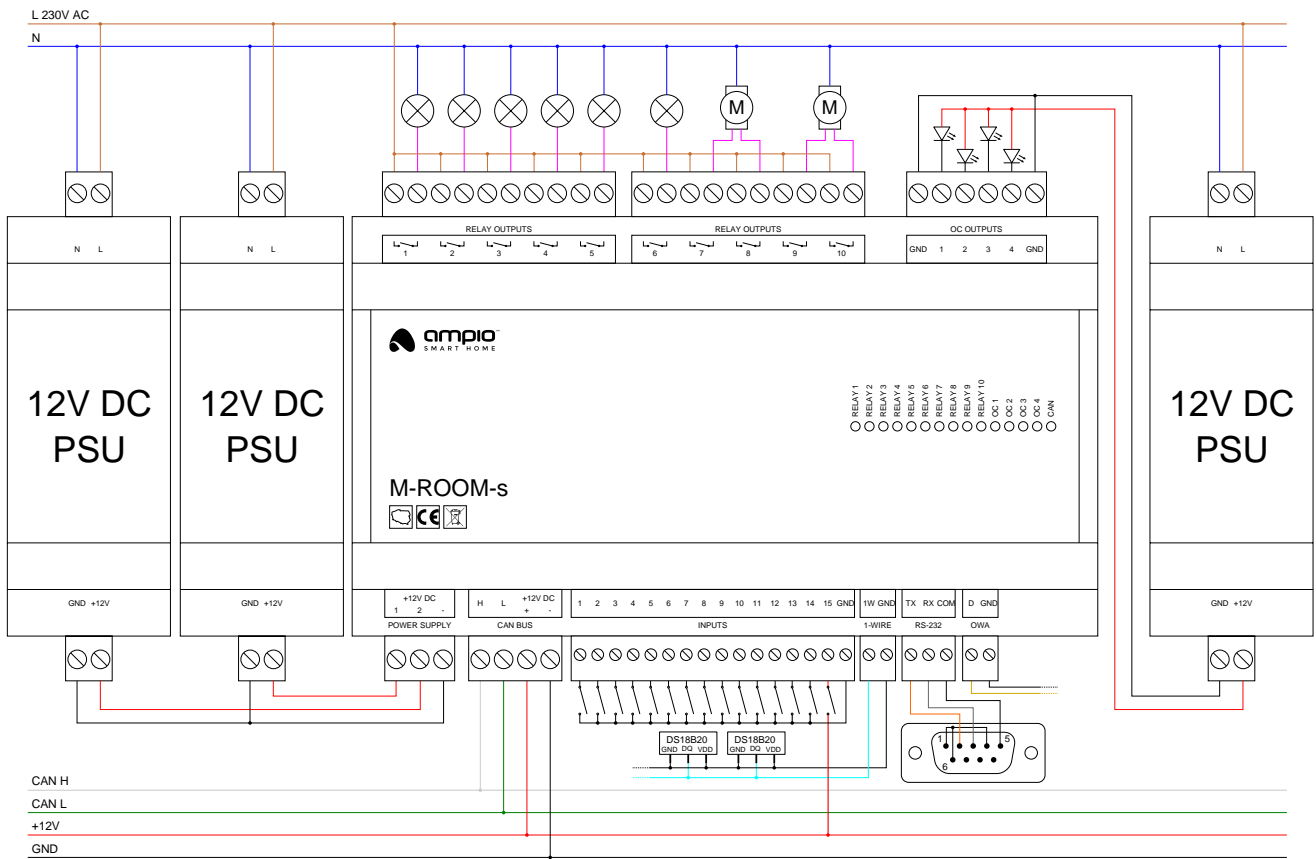 L 230V AC
N
M M
RELAY OUTPUTS RELAY OUTPUTS OC OUTPUTS
1 2 3 4 5 6 7 8 9 10 GND 1 2 3 4 GND
N L N L N L
ampio
SMART HOME
RELAY 1 RELAY 2 RELAY 3 RELAY 4 RELAY 5 RELAY 6 RELAY 7 RELAY 8 RELAY 9 RELAY 10 OC 1 OC 2 OC 3 OC 4 CAN
12V DC 12V DC 12V DC
PSU PSU PSU
M-ROOM-s
CE
GND +12V GND +12V GND +12V
+12V DC
1 2 -
POWER SUPPLY
H L +12V DC
+ -
CAN BUS
1 2 3 4 5 6 7 8 9 10 11 12 13 14 15 GND
INPUTS
1W GND
1-WIRE
TX RX COM
RS-232
D GND
OWA
DS18B20 DS18B20
GND DQ VDD GND DQ VDD
1 5
6
CAN H
CAN L
+12V
GND